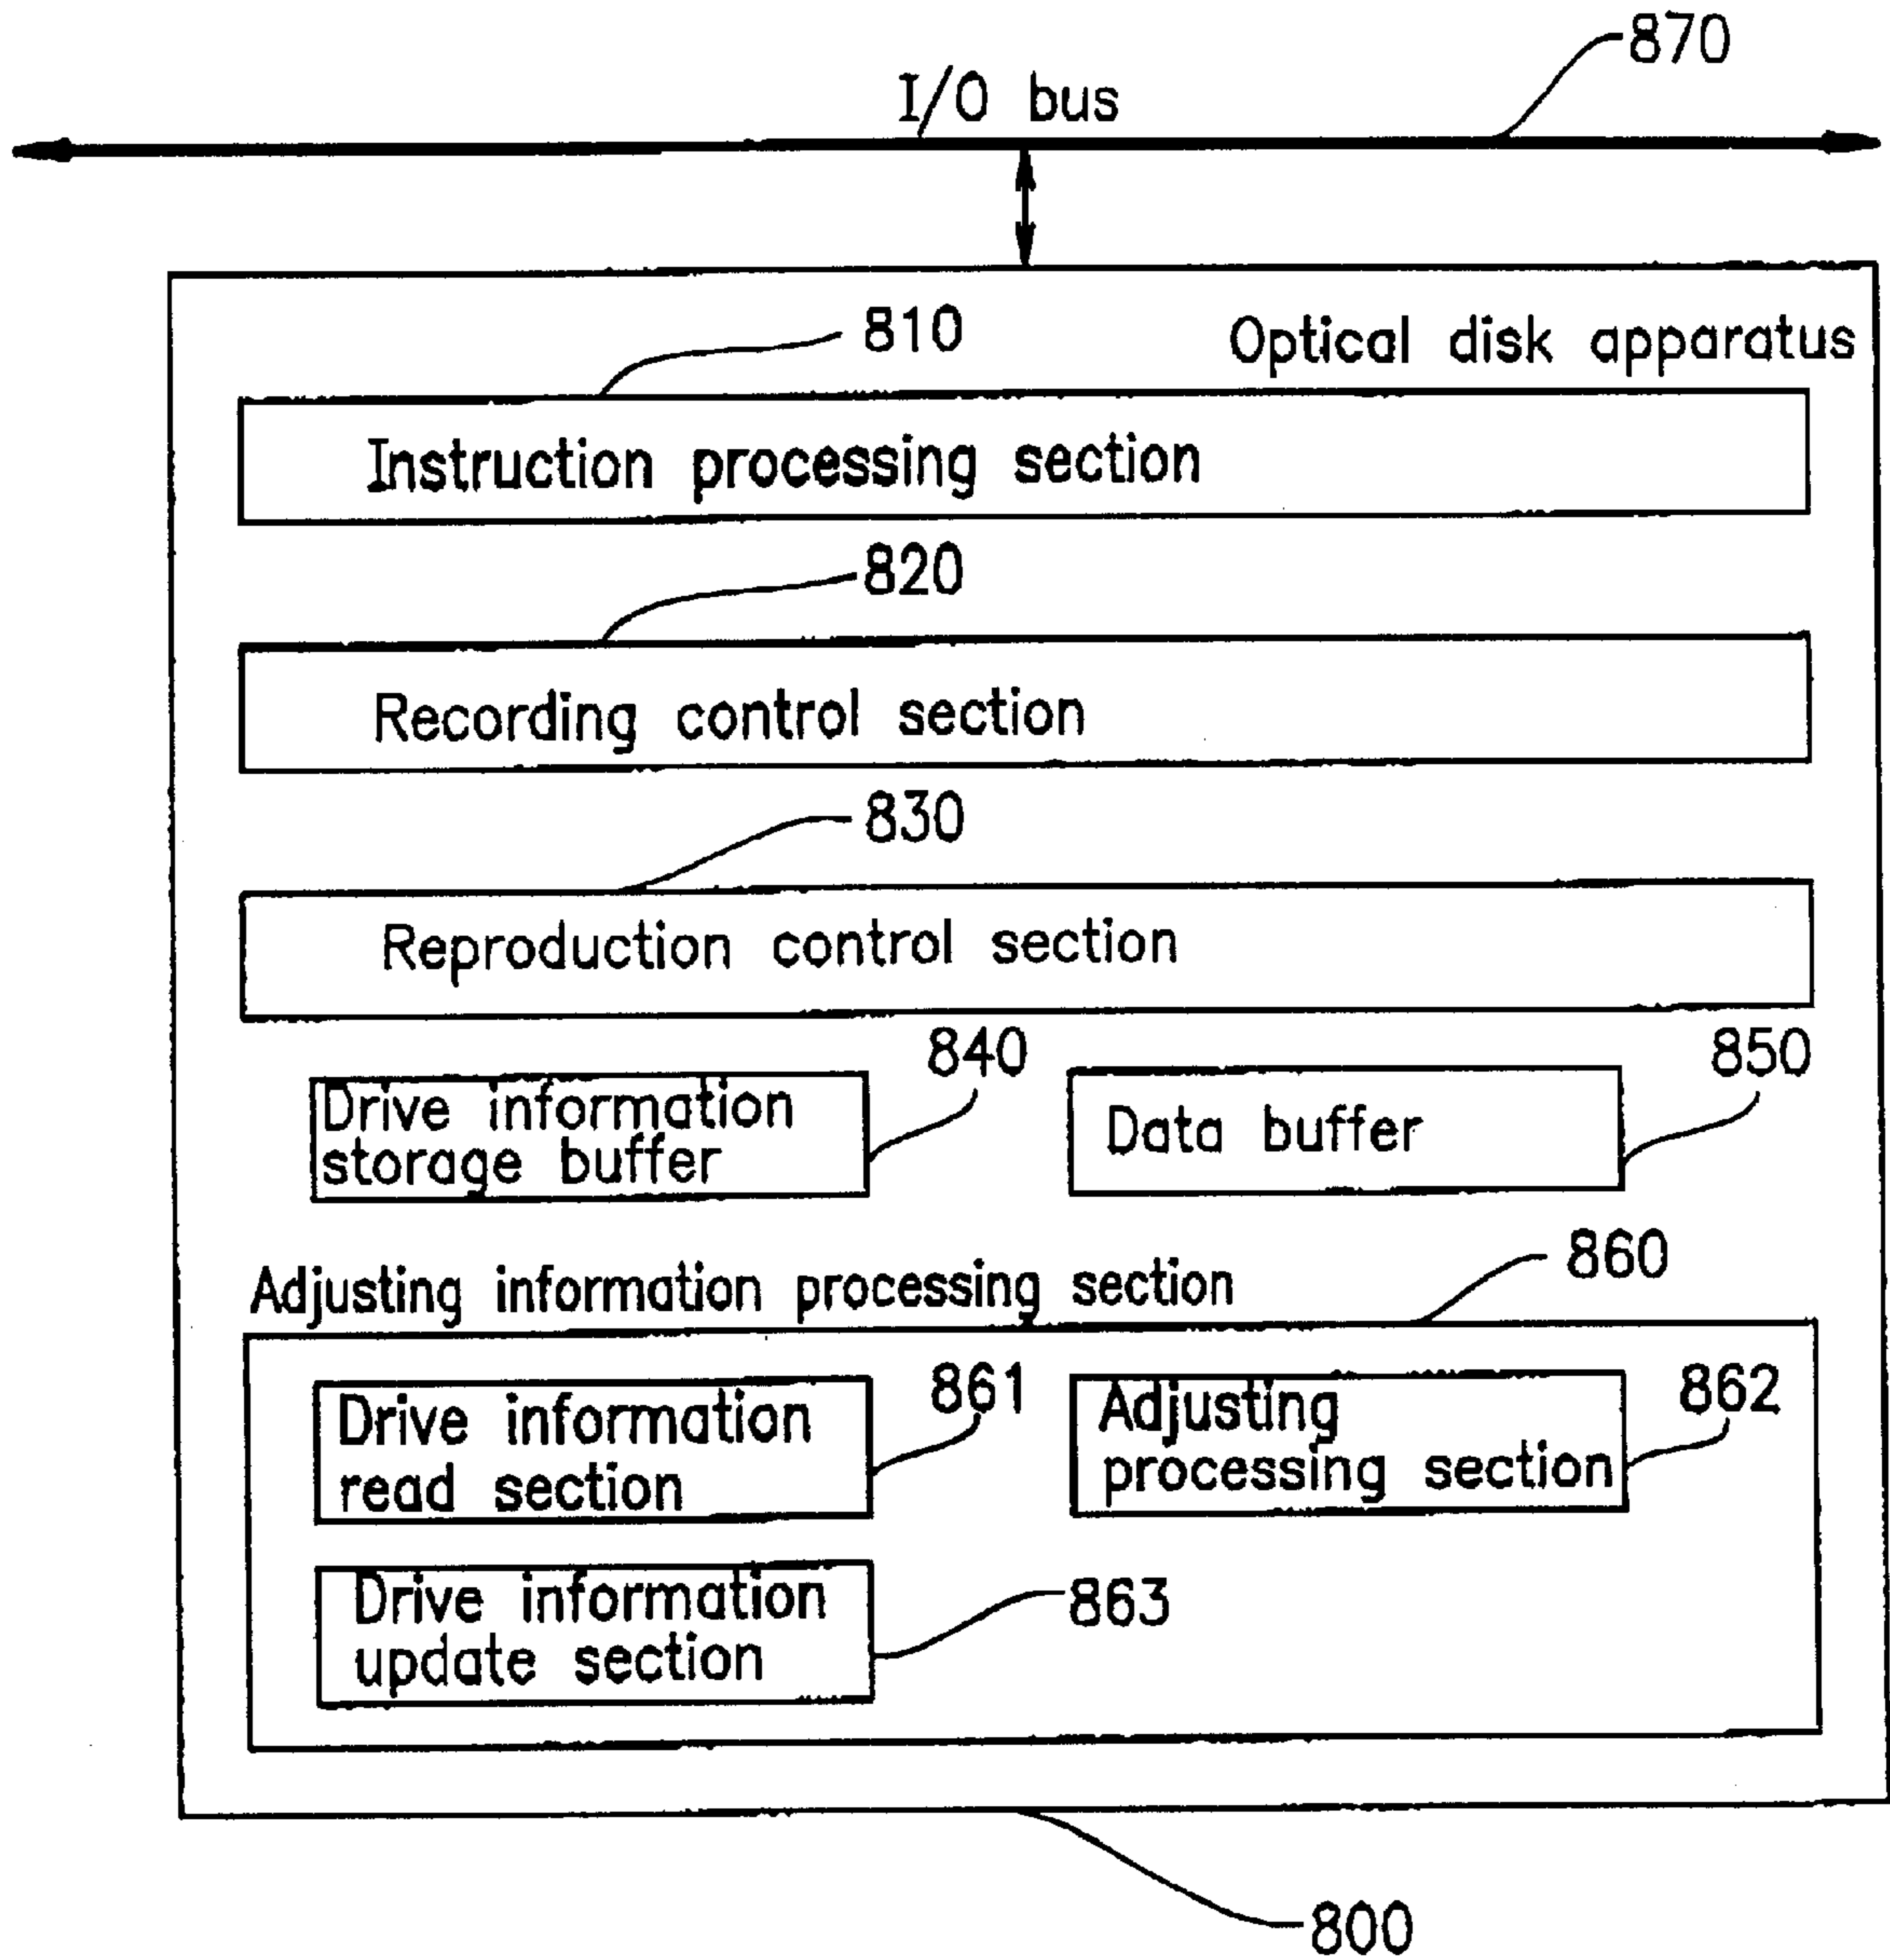 870
I/O bus
810
Optical disk apparatus
Instruction processing section
820
Recording control section
830
Reproduction control section
840
850
Drive information
storage buffer
Data buffer
860
Adjusting information processing section
861
862
Drive information
read section
Adjusting
processing section
863
Drive information
update section
800